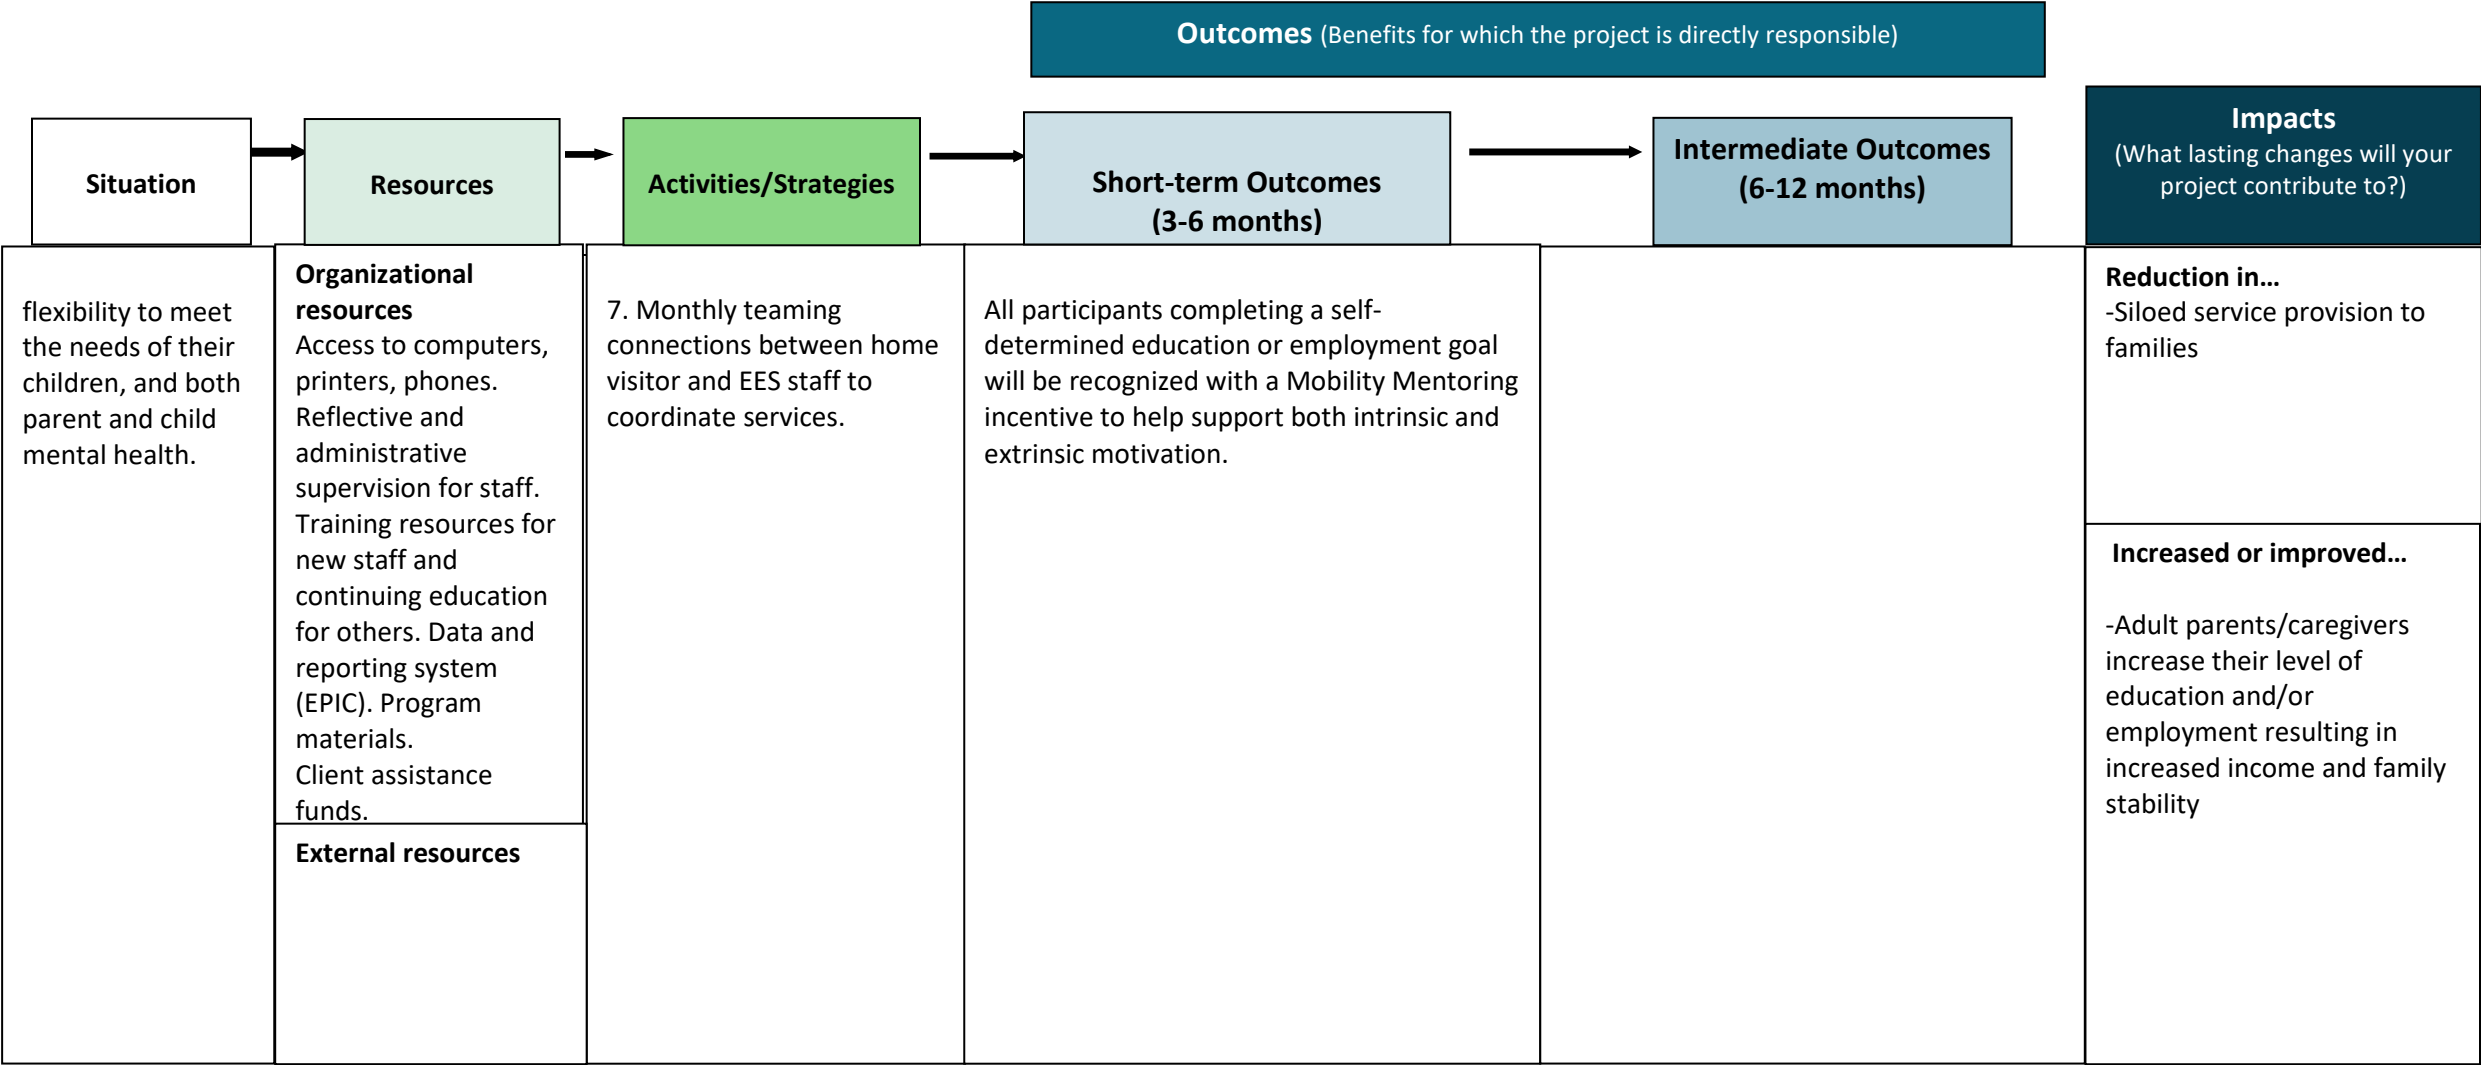 Outcomes (Benefits for which the project is directly responsible)
Situation
Resources
Activities/Strategies
Short-term Outcomes
(3-6 months)
Intermediate Outcomes
(6-12 months)
Impacts
(What lasting changes will your
project contribute to?)
flexibility to meet
the needs of their
children, and both
parent and child
mental health.
Organizational
resources
Access to computers,
printers, phones.
Reflective and
administrative
supervision for staff.
Training resources for
new staff and
continuing education
for others. Data and
reporting system
(EPIC). Program
materials.
Client assistance
funds.
External resources
7. Monthly teaming
connections between home
visitor and EES staff to
coordinate services.
All participants completing a self-
determined education or employment goal
will be recognized with a Mobility Mentoring
incentive to help support both intrinsic and
extrinsic motivation.
Reduction in…
-Siloed service provision to
families
Increased or improved…
-Adult parents/caregivers
increase their level of
education and/or
employment resulting in
increased income and family
stability